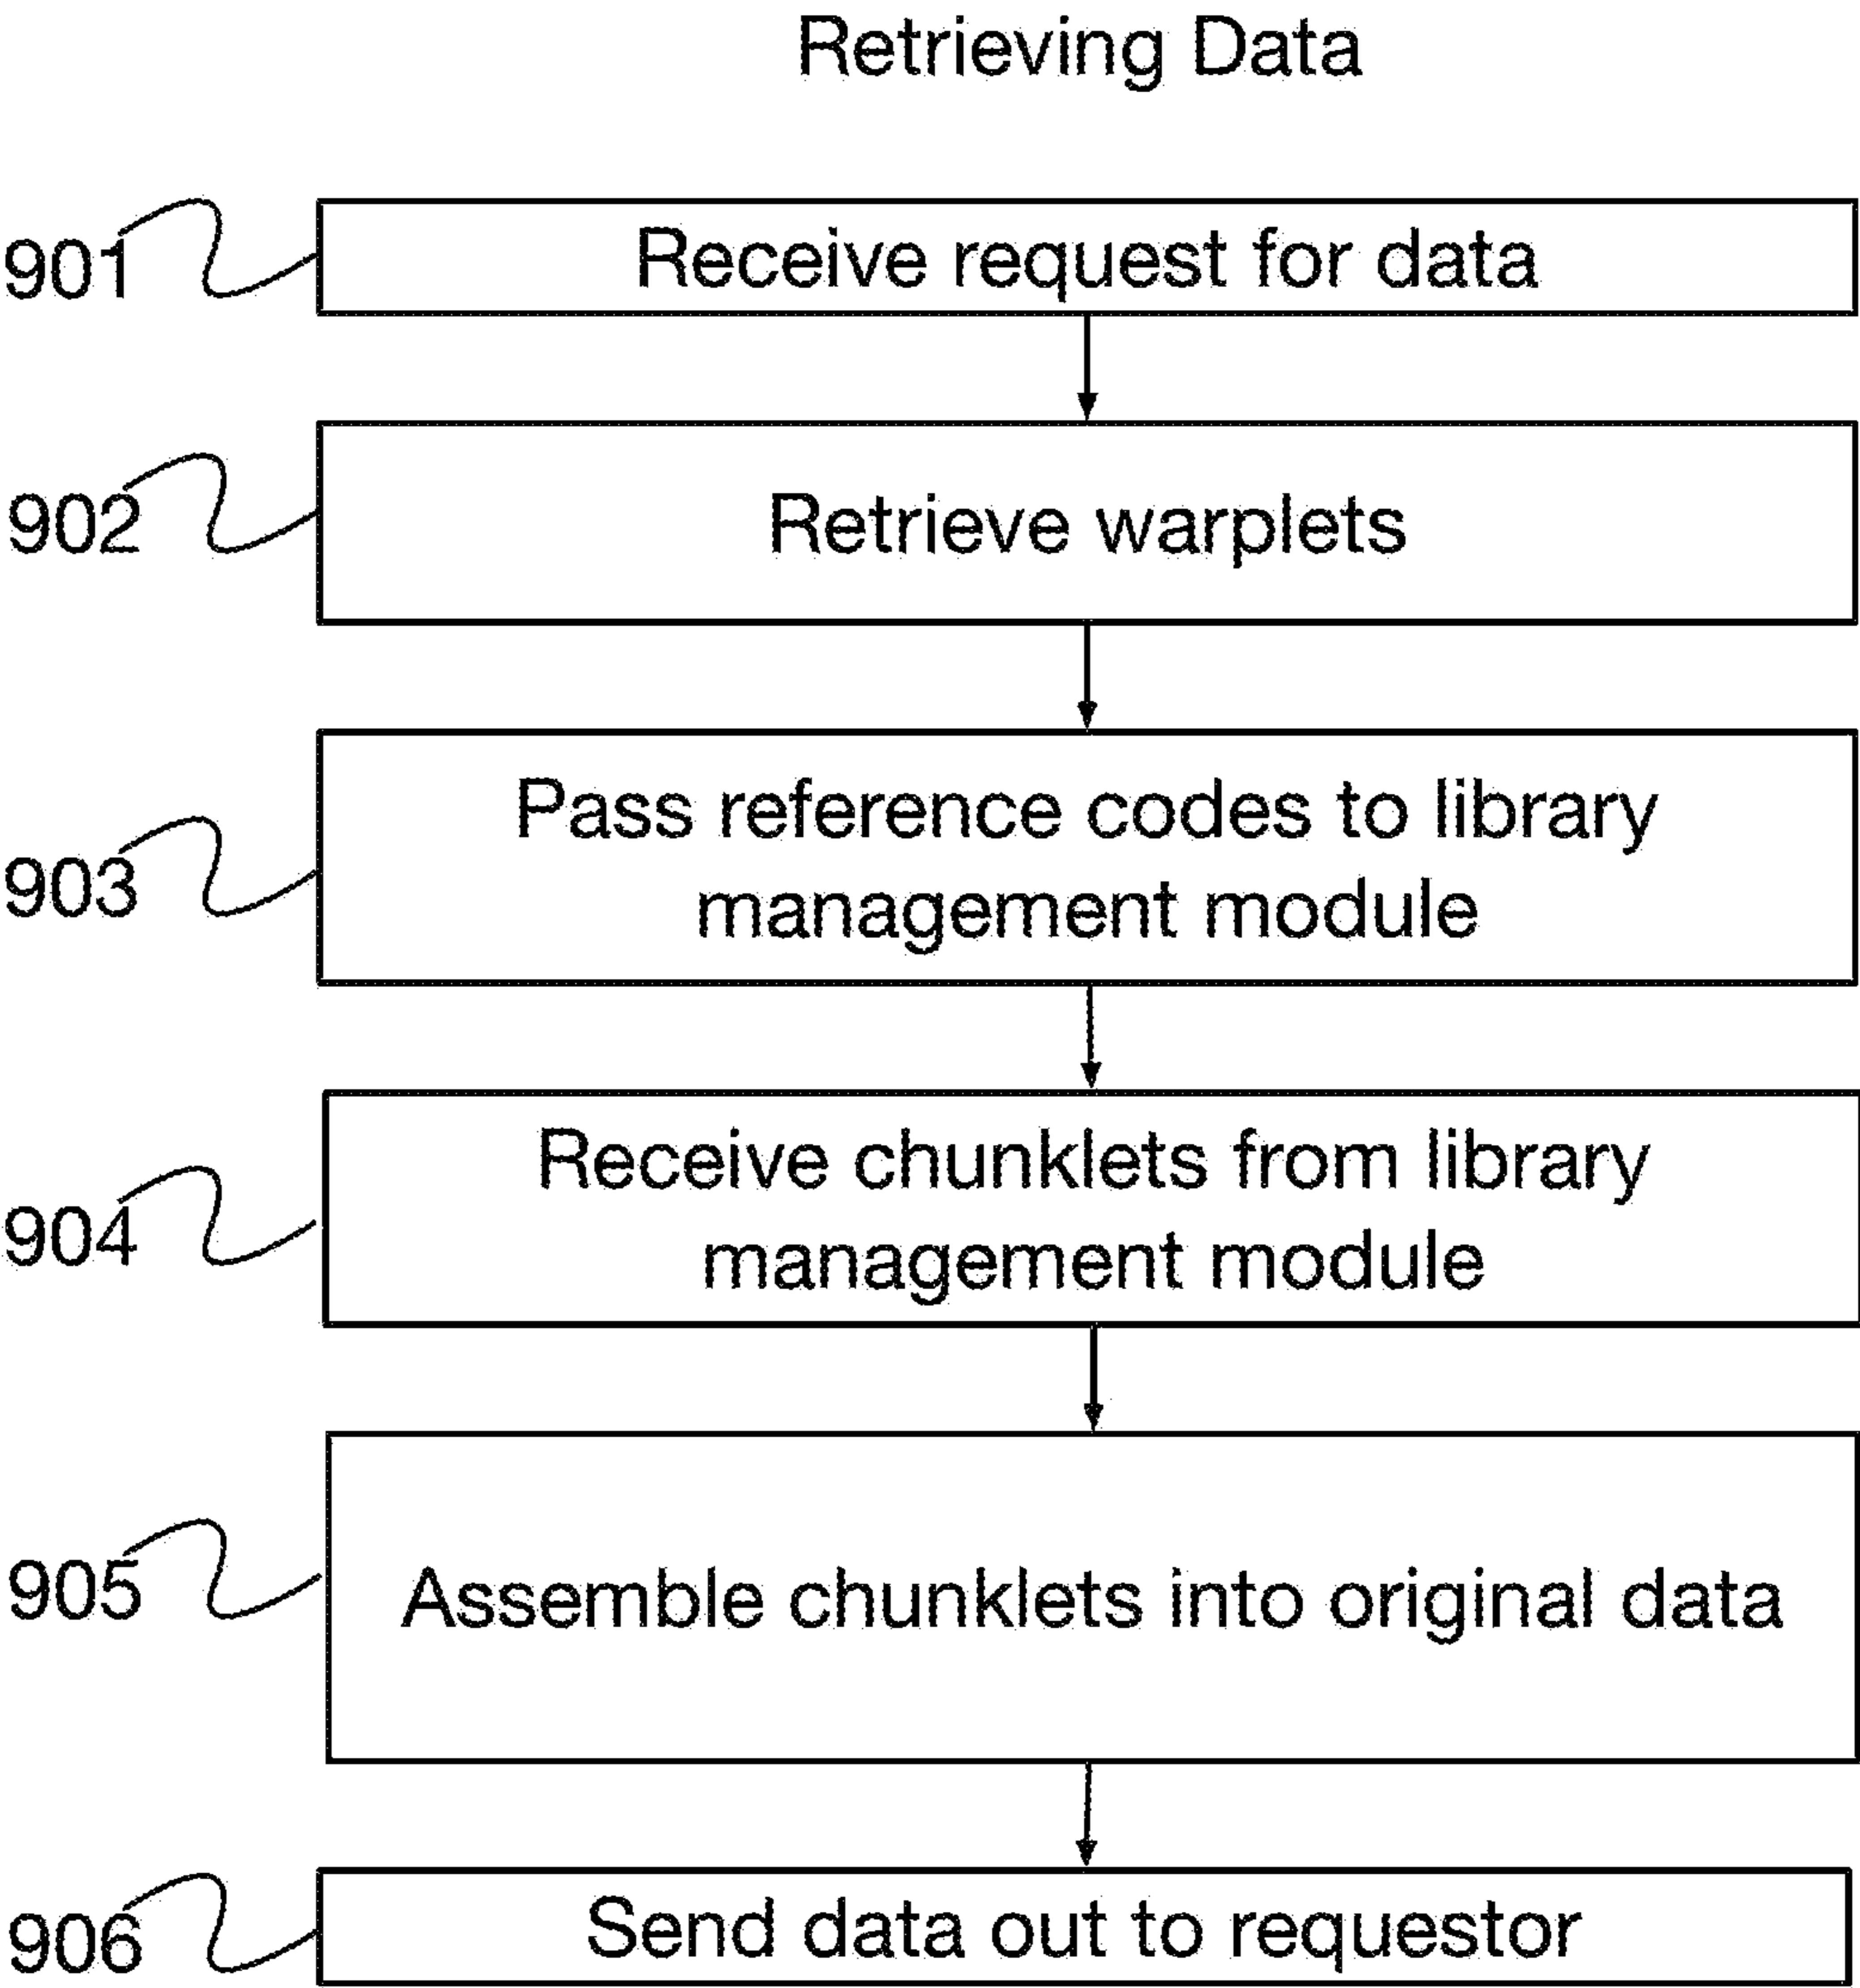 Retrieving Data
901
Receive request for data
902
Retrieve warplets
903
Pass reference codes to library
management module
904
Receive chunklets from library
management module
905
Assemble chunklets into original data
906
Send data out to requestor